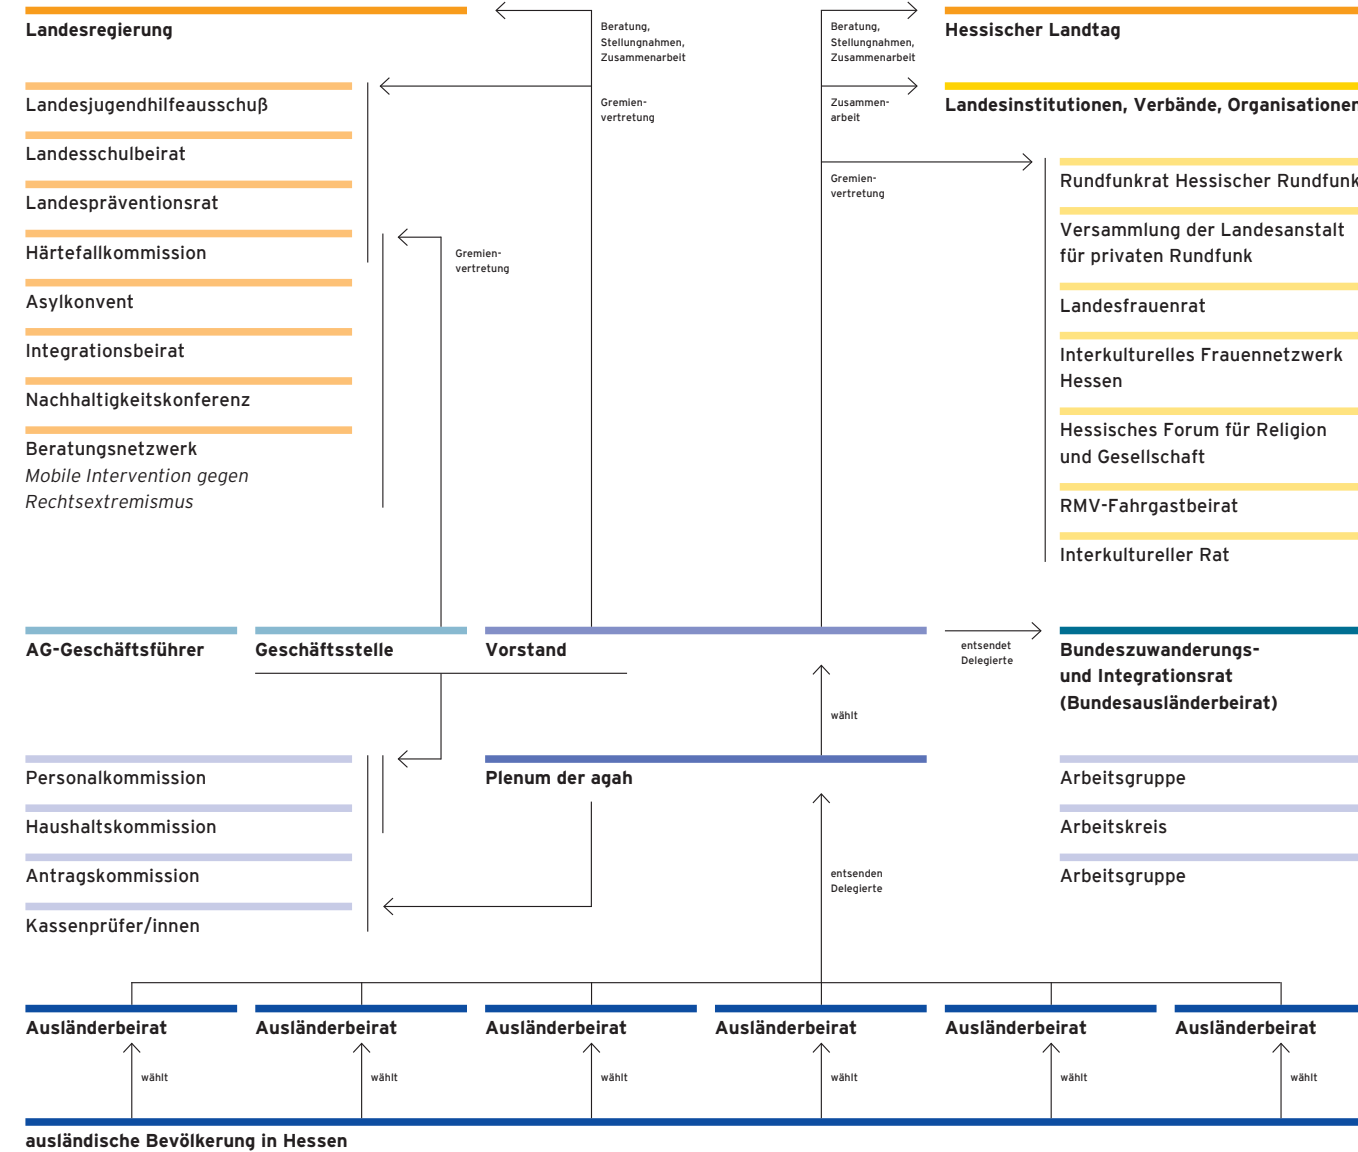 Landesregierung
Beratung,
Stellungnahmen,
Zusammenarbeit
Beratung,
Stellungnahmen,
Zusammenarbeit
Hessischer Landtag
Landesjugendhilfeausschuß
Gremien-
vertretung
Zusammen-
arbeit
Landesinstitutionen, Verbände, Organisationen
Landesschulbeirat
Landespräventionsrat
Härtefallkommission
Asylkonvent
Integrationsbeirat
Nachhaltigkeitskonferenz
Beratungsnetzwerk
Mobile Intervention gegen
Rechtsextremismus
Gremien-
vertretung
Gremien-
vertretung
Rundfunkrat Hessischer Rundfunk
Versammlung der Landesanstalt
für privaten Rundfunk
Landesfrauenrat
Interkulturelles Frauennetzwerk
Hessen
Hessisches Forum für Religion
und Gesellschaft
RMV-Fahrgastbeirat
Interkultureller Rat
AG-Geschäftsführer
Geschäftsstelle
Vorstand
entsendet
Delegierte
Bundeszuwanderungs-
und Integrationsrat
(Bundesausländerbeirat)
wählt
Personalkommission
Haushaltskommission
Antragskommission
Kassenprüfer/innen
Plenum der agah
entsenden
Delegierte
Arbeitsgruppe
Arbeitskreis
Arbeitsgruppe
Ausländerbeirat
Ausländerbeirat
Ausländerbeirat
Ausländerbeirat
Ausländerbeirat
Ausländerbeirat
wählt
wählt
wählt
wählt
wählt
wählt
ausländische Bevölkerung in Hessen